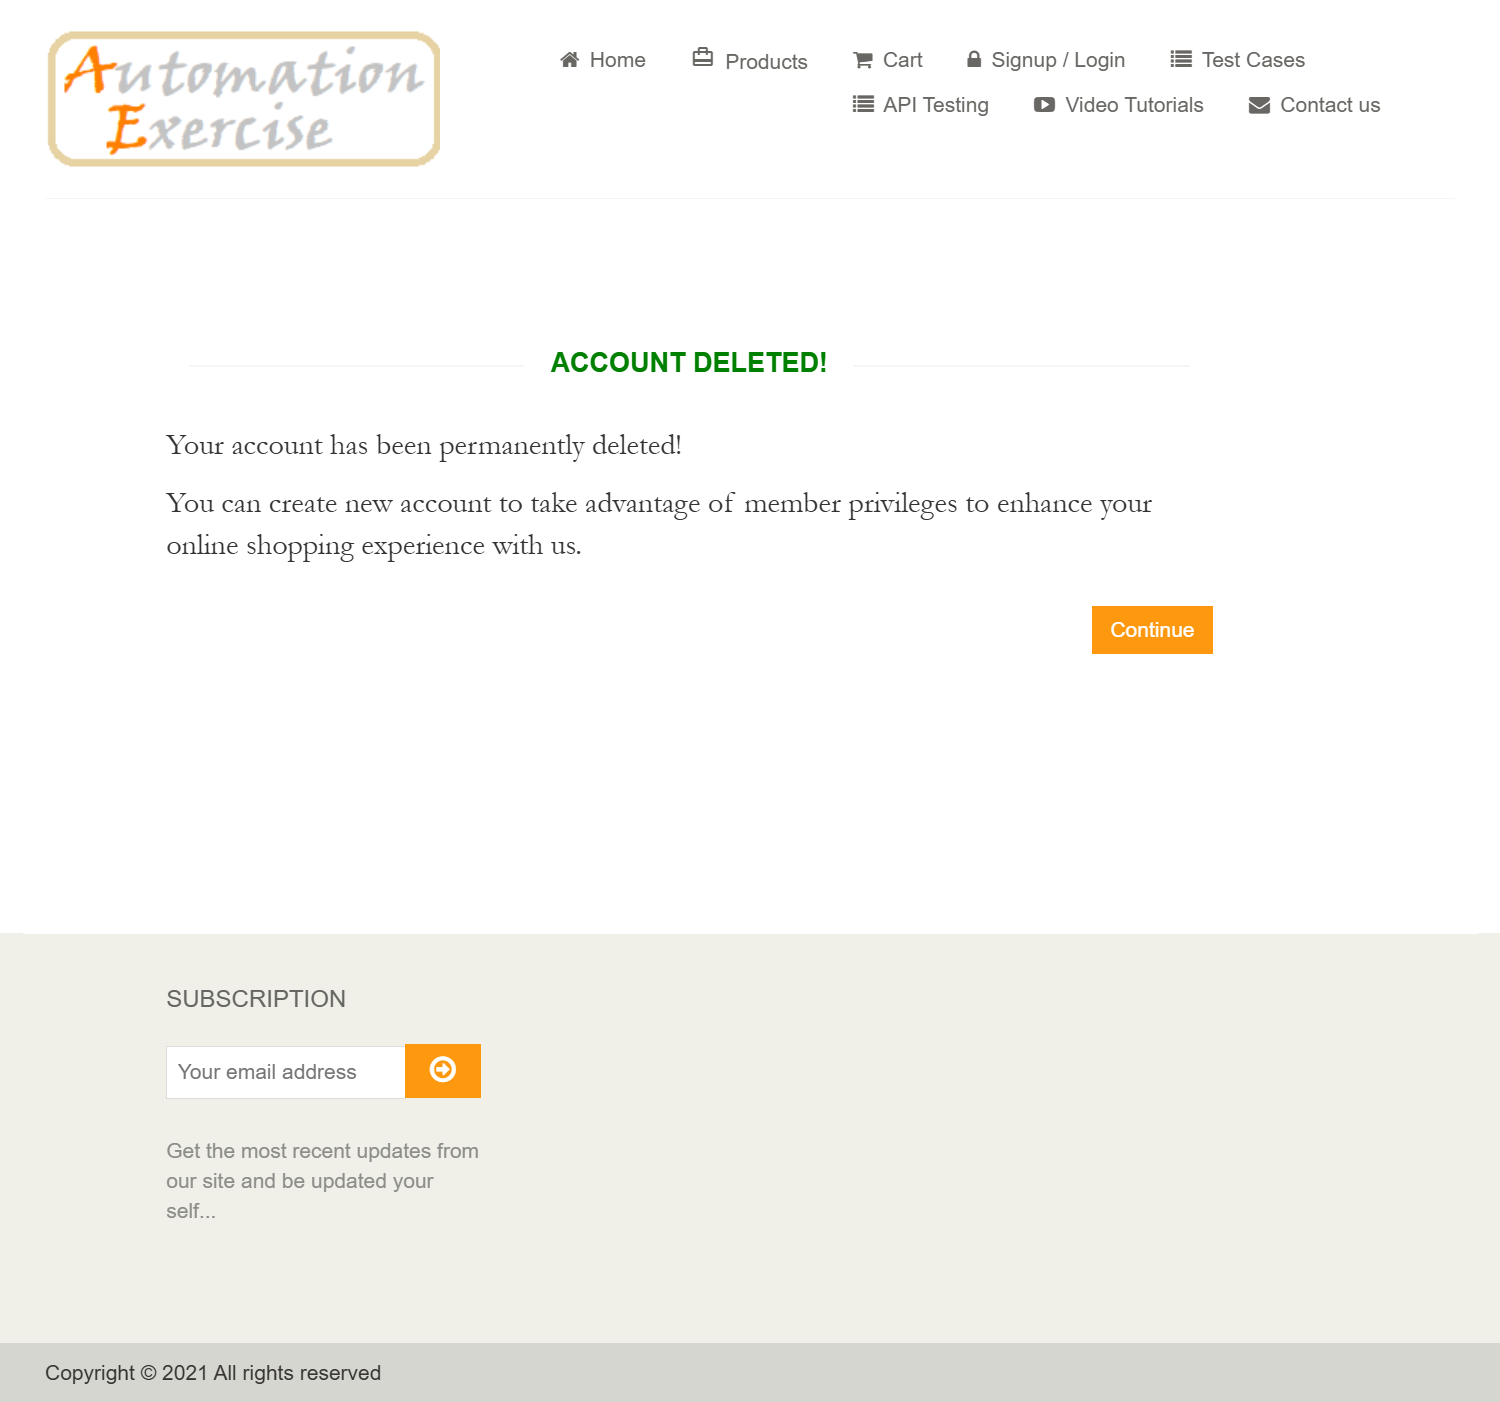 Automation
Exercise
Home Products Cart Signup / Login Test Cases
API Testing Video Tutorials Contact us
ACCOUNT DELETED!
Your account has been permanently deleted!
You can create new account to take advantage of member privileges to enhance your
online shopping experience with us.
Continue
SUBSCRIPTION
Your email address
Get the most recent updates from
our site and be updated your
self...
Copyright © 2021 All rights reserved